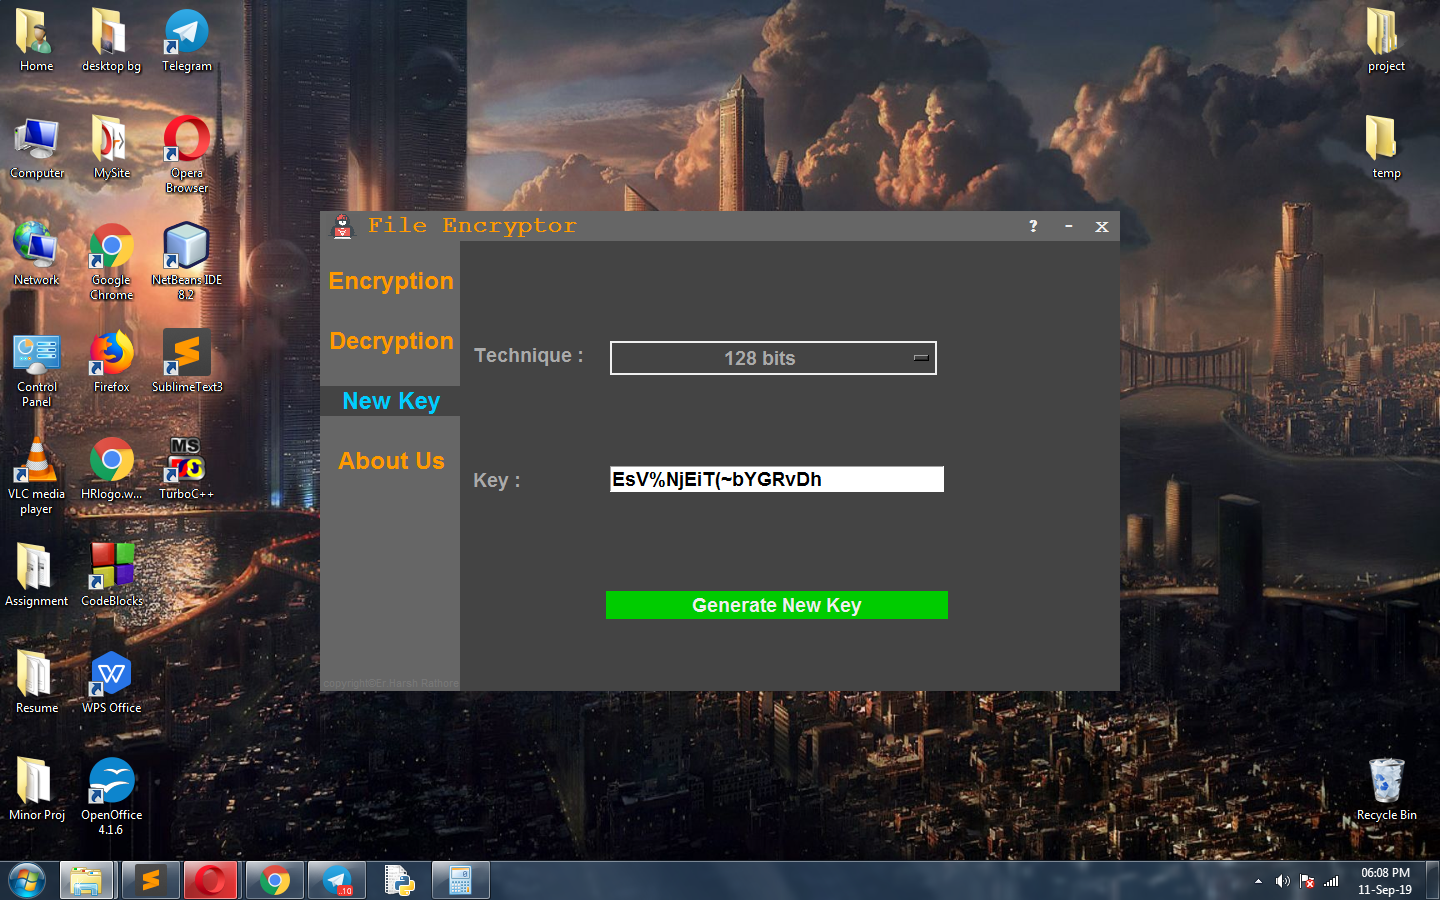 Home
desktop bg
Telegram
project
Computer
MySite
Opera
Browser
temp
File Encryptor
? - x
Encryption
Network
Google
Chrome
NetBeans IDE
8.2
Decryption
Technique :
128 bits
Control
Panel
Firefox
SublimeText3
New Key
About Us
Key :
EsV%NjEiT(~bYGRvDh
VLC media
player
HRlogo.w...
MS
TurboC++
Assignment
CodeBlocks
Generate New Key
copyright©Er.Harsh Rathore
Resume
W
WPS Office
Minor Proj
OpenOffice
4.1.6
Recycle Bin
..10
06:08 PM
11-Sep-19